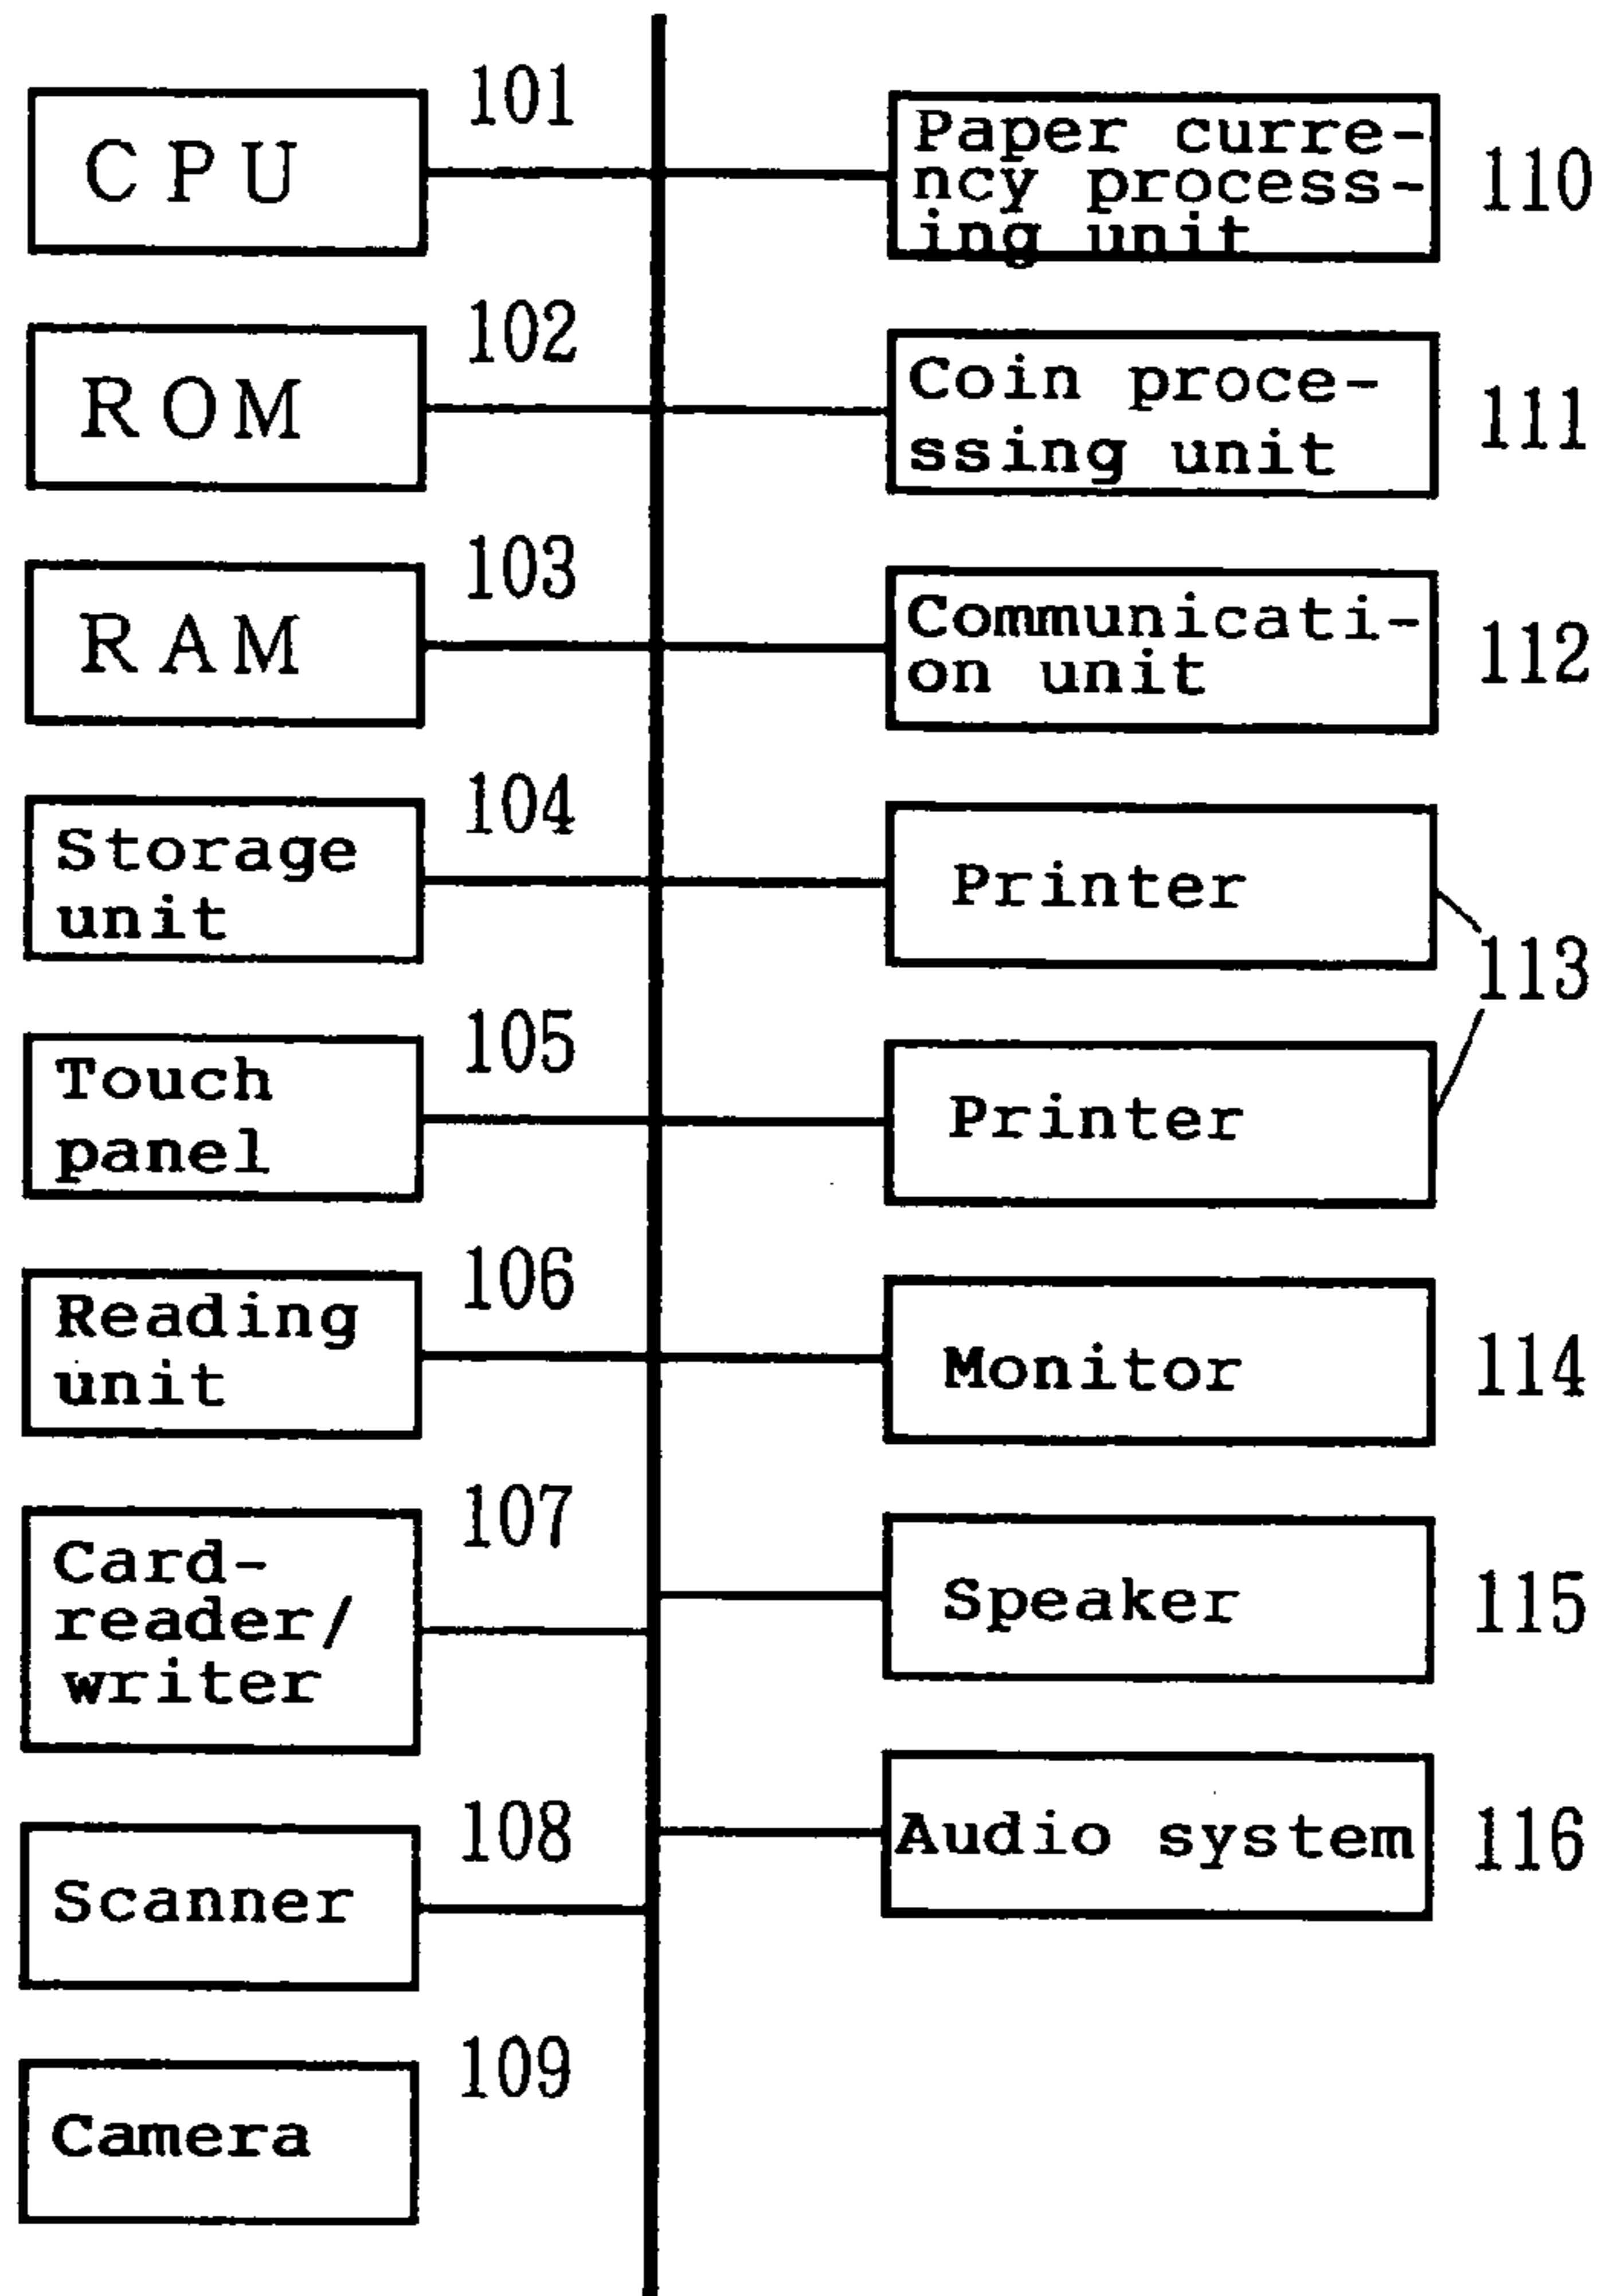 101
CPU
102
ROM
103
RAM
104
Storage
unit
105
Touch
panel
106
Reading
unit
107
Card-
reader/
writer
108
Scanner
109
Camera
Paper curre-
ncy process-
ing unit
110
Coin proce-
ssing unit
111
Communicati-
on unit
112
Printer
113
Printer
Monitor
114
Speaker
115
Audio system
116